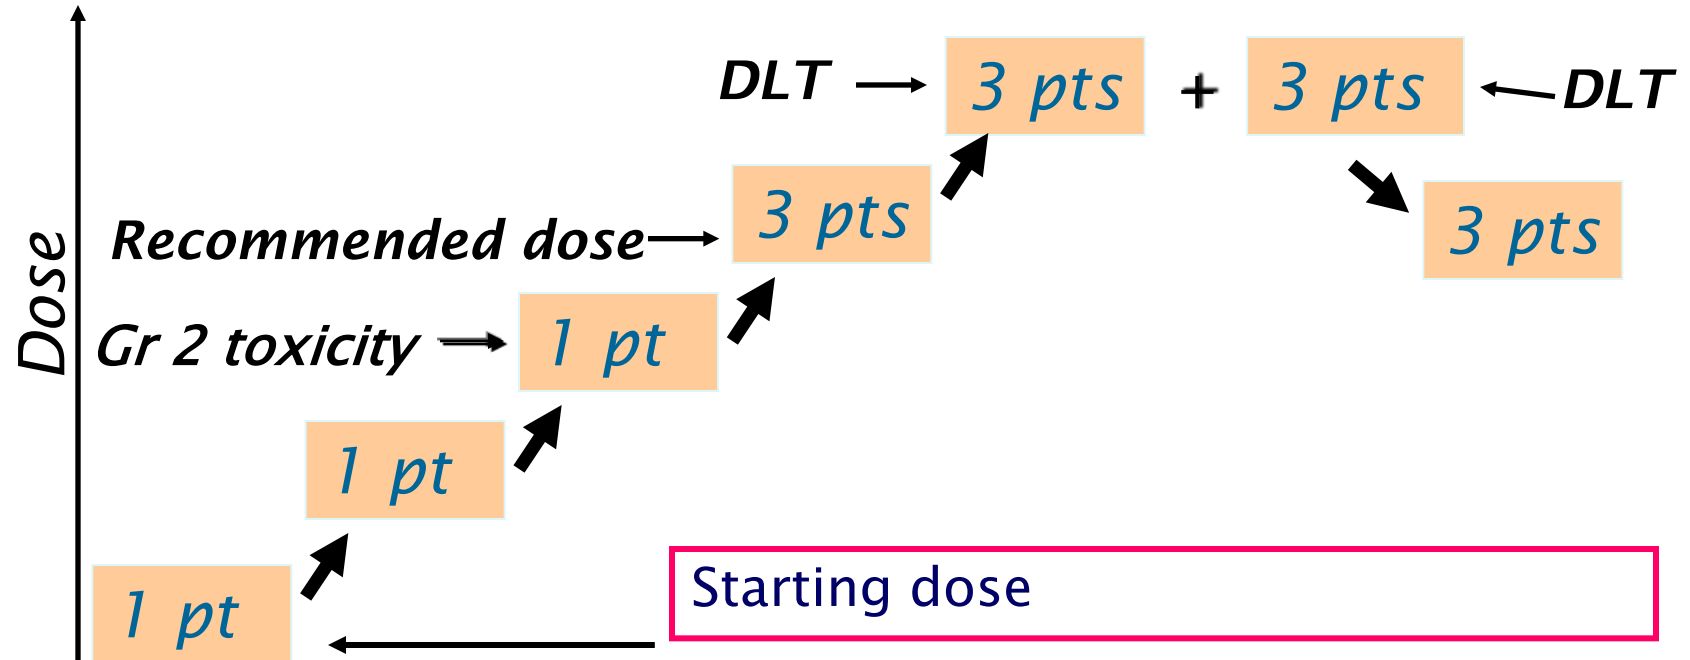 DLT
3 pts
+
3 pts
DLT
3 pts
Recommended dose
3 pts
Dose
Gr 2 toxicity
1 pt
1 pt
Starting dose
1 pt